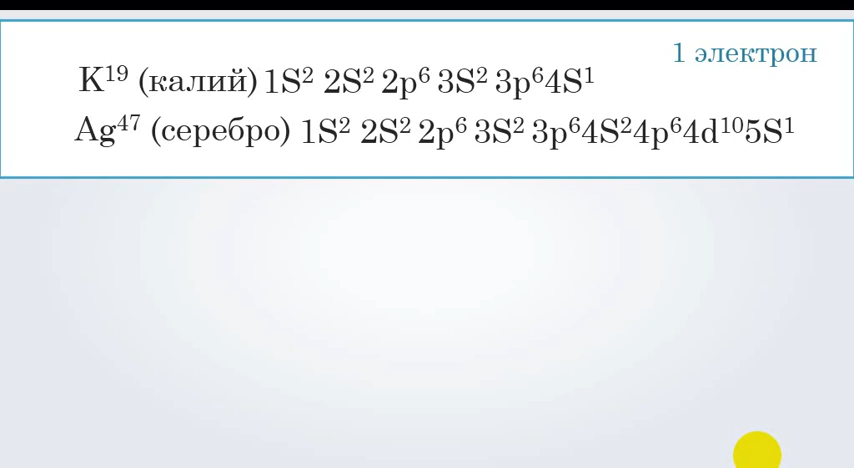 1 электрон
K¹⁹ (калий) 1S² 2S² 2p⁶ 3S² 3p⁶4S¹
Ag⁴⁷ (серебро) 1S² 2S² 2p⁶ 3S² 3p⁶4S²4p⁶4d¹⁰5S¹